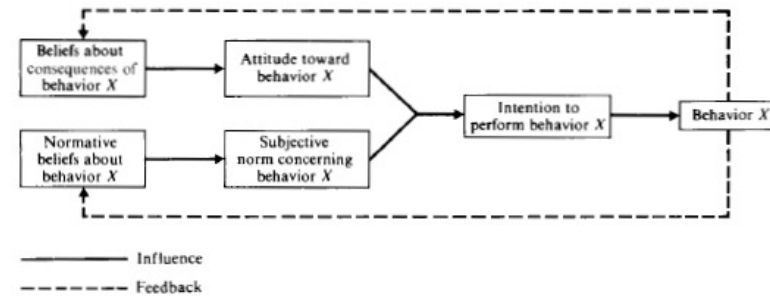 Beliefs about
consequences of
behavior X
Attitude toward
behavior X
Intention to
perform behavior X
Behavior X
Normative
beliefs about
behavior X
Subjective
norm concerning
behavior X
Influence
Feedback